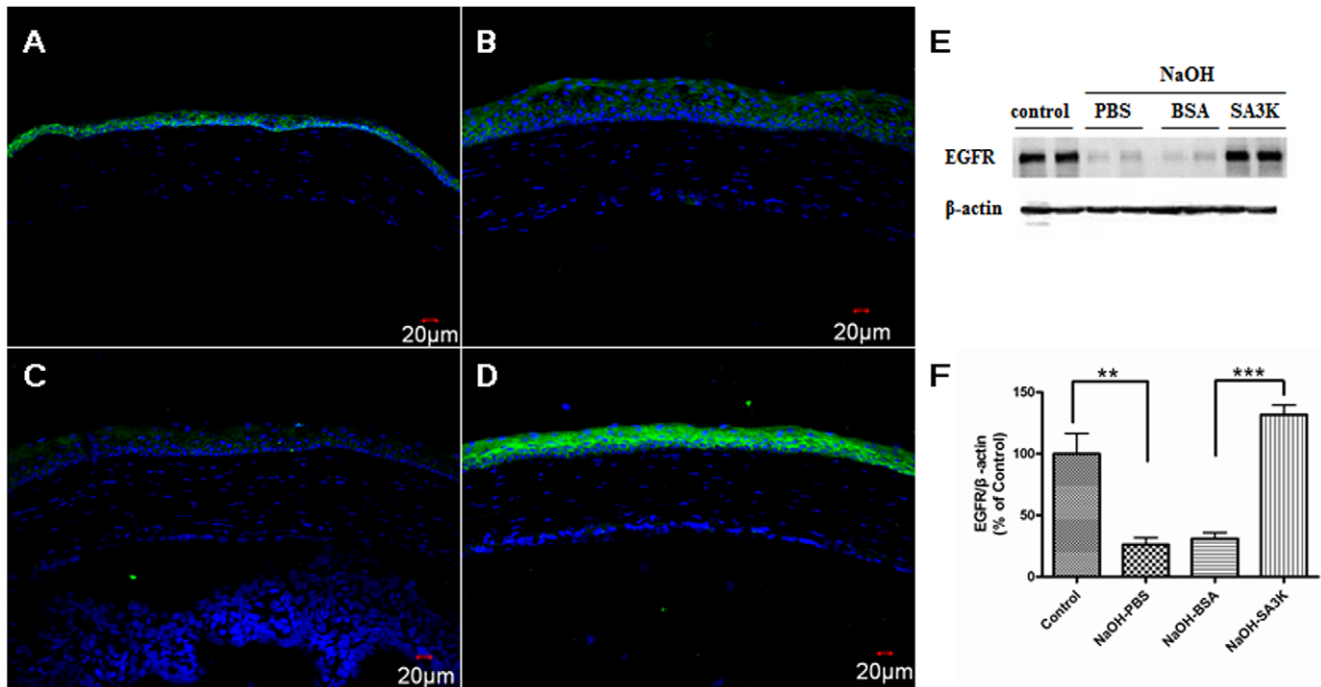 A
20μm
B
20μm
C
20μm
D
20μm
E
NaOH
control PBS BSA SA3K
EGFR
β-actin
F
** ***
150
100
50
0
EGFR/β -actin
(% of Control)
Control
NaOH-PBS
NaOH-BSA
NaOH-SA3K